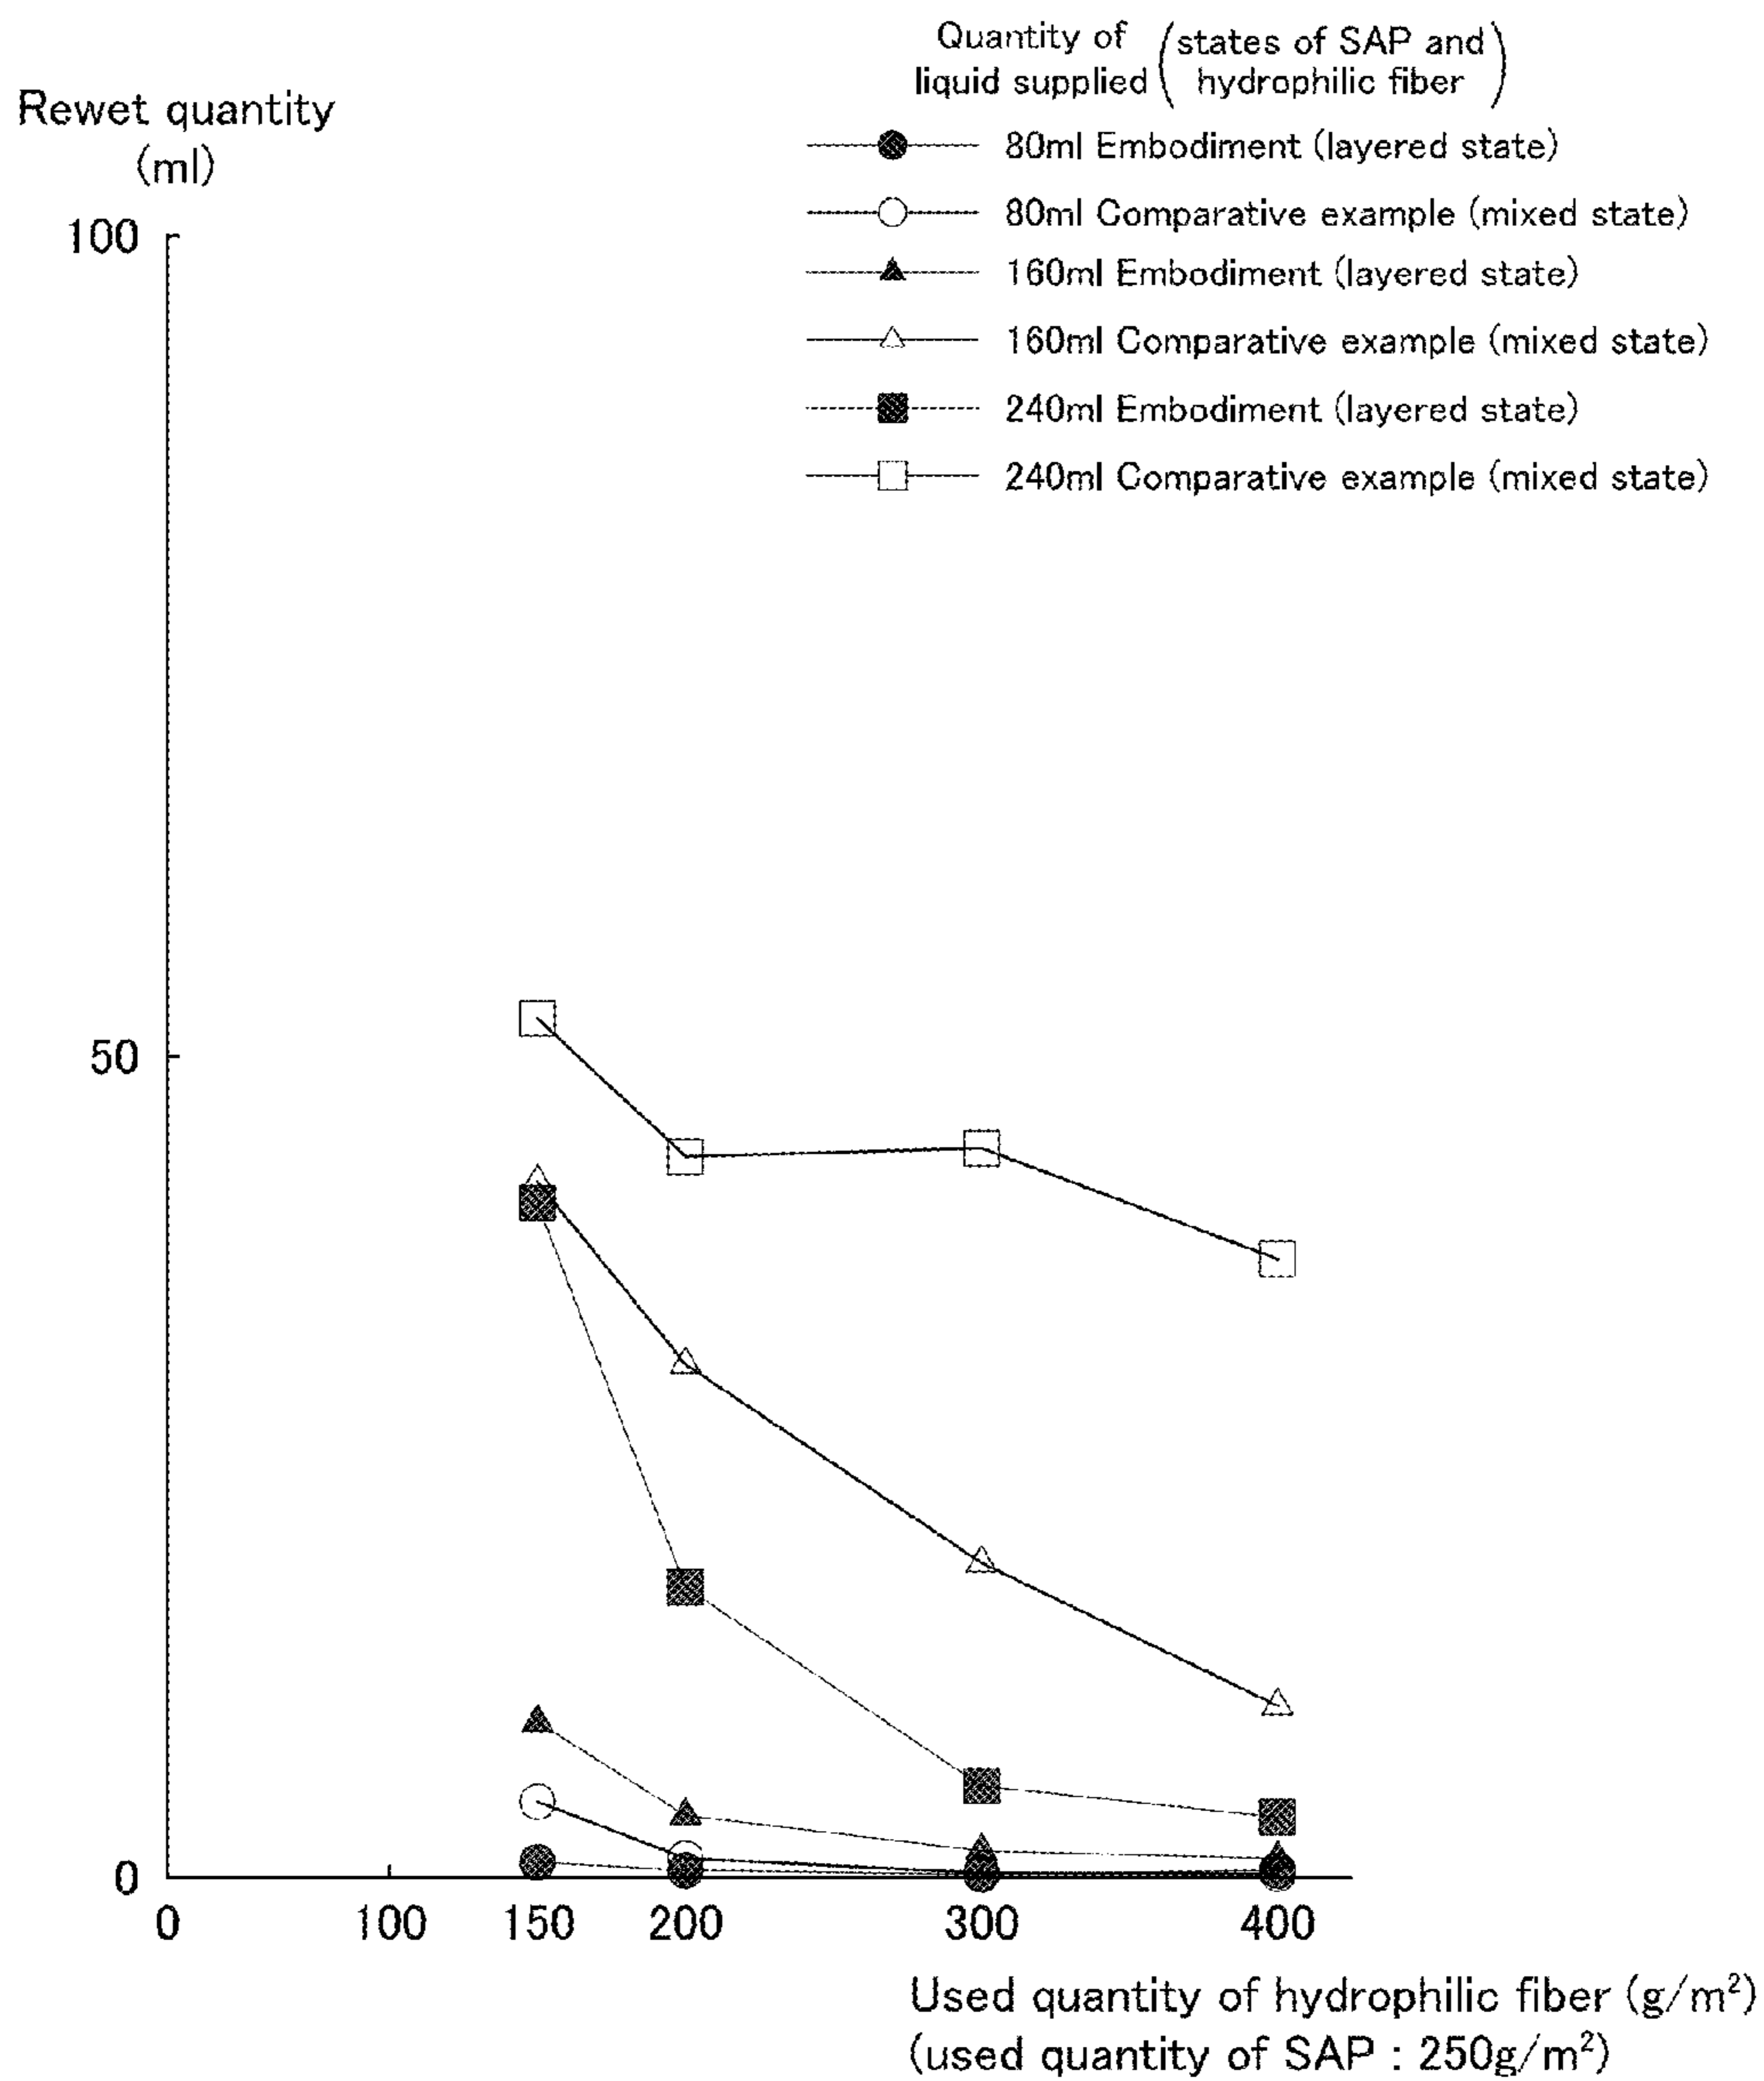 Quantity of (states of SAP and
liquid supplied hydrophilic fiber)
Rewet quantity
(ml)
80ml Embodiment (layered state)
80ml Comparative example (mixed state)
160ml Embodiment (layered state)
160ml Comparative example (mixed state)
240ml Embodiment (layered state)
240ml Comparative example (mixed state)
100
50
0
0 100 150 200 300 400
Used quantity of hydrophilic fiber (g/m²)
(used quantity of SAP : 250g/m²)